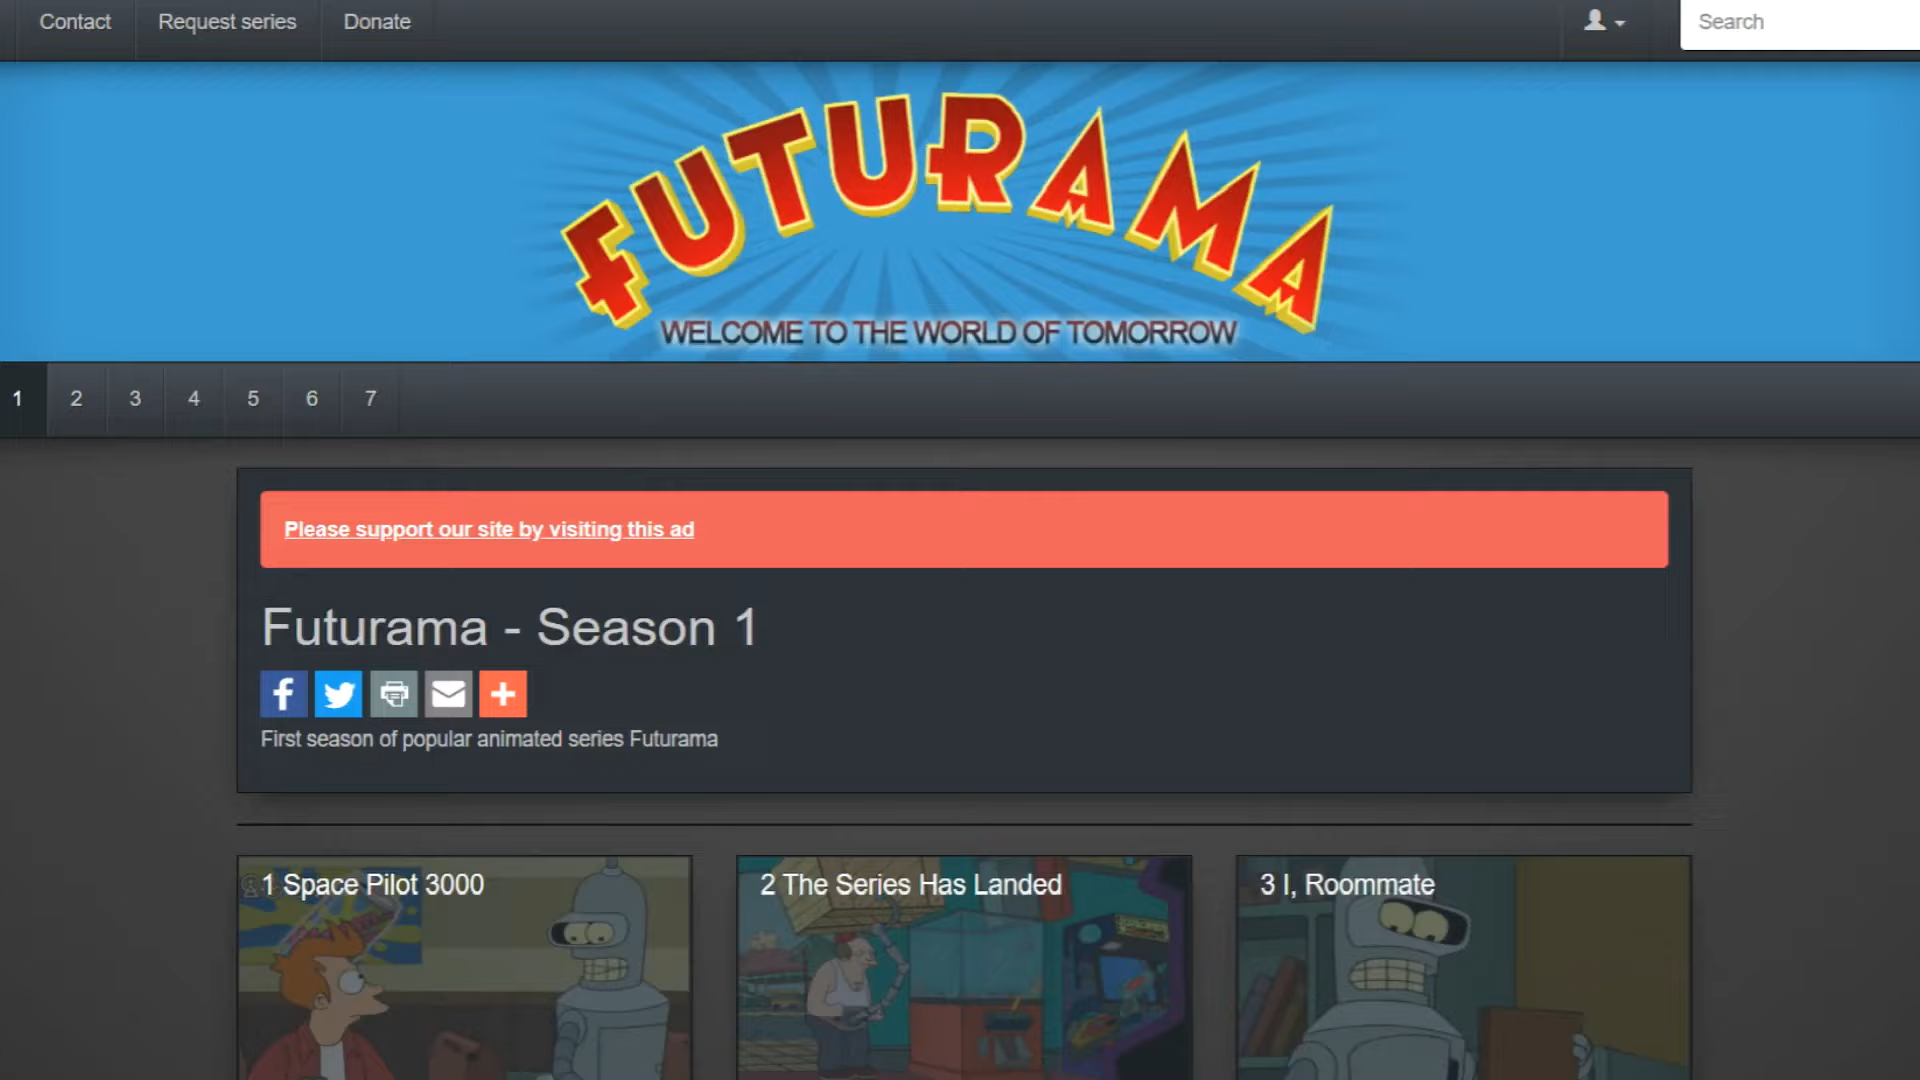 Contact Request series Donate Search
FUTURAMA
WELCOME TO THE WORLD OF TOMORROW
1 2 3 4 5 6 7
Please support our site by visiting this ad
Futurama - Season 1
First season of popular animated series Futurama
1 Space Pilot 3000
2 The Series Has Landed
3 I, Roommate